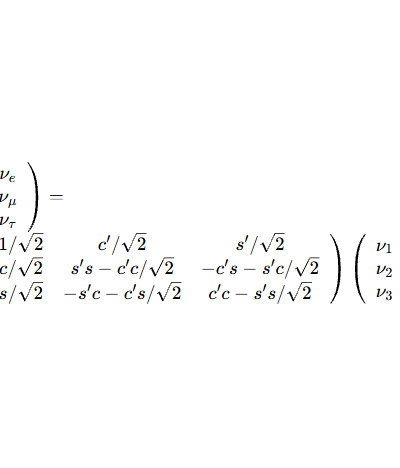 ν_e
ν_μ ) =
ν_τ
1/√2 c′/√2 s′/√2 ν_1
c/√2 s′s − c′c/√2 −c′s − s′c/√2 ) ( ν_2
s/√2 −s′c − c′s/√2 c′c − s′s/√2 ν_3